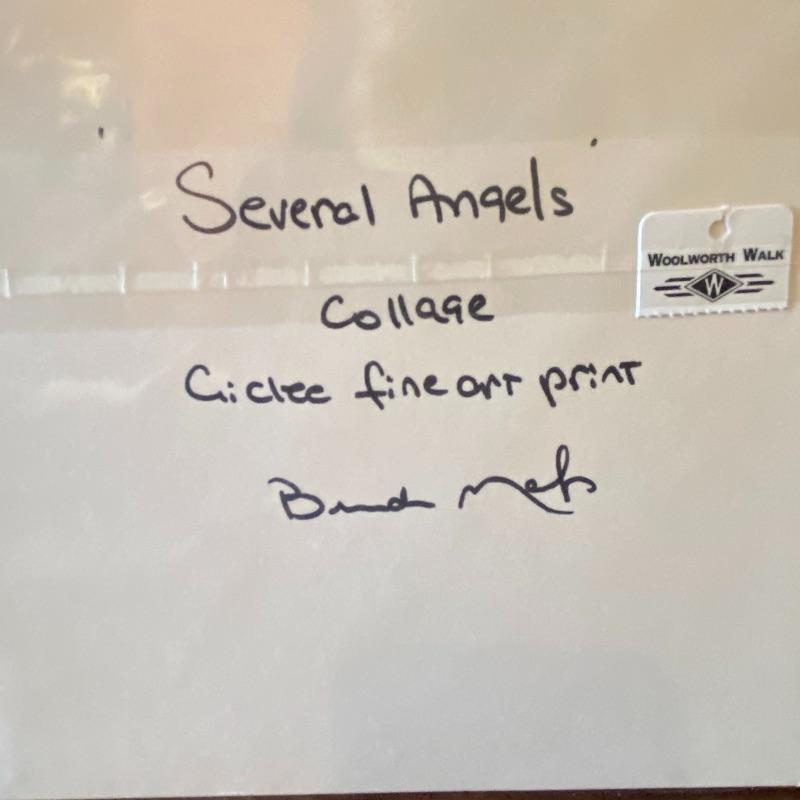 "Several Angels"
Collage
Giclee fine art print
WOOLWORTH WALK
W